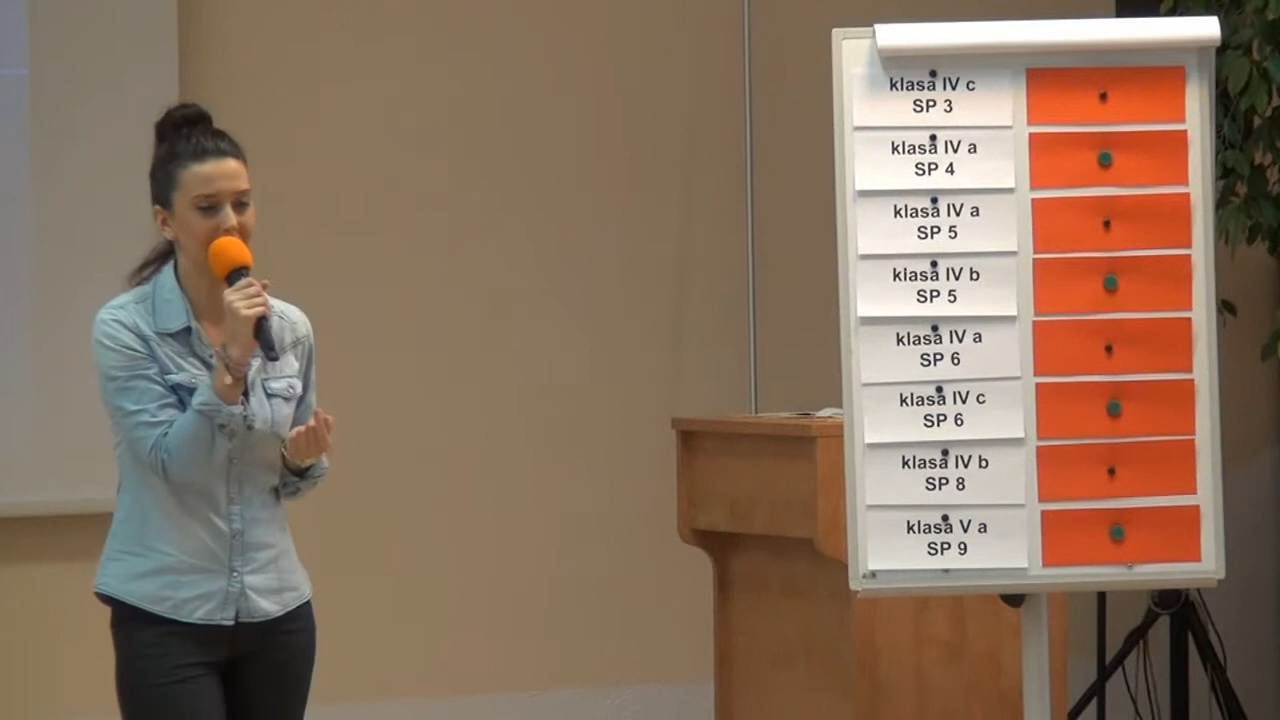 klasa IV c
SP 3
klasa IV a
SP 4
klasa IV a
SP 5
klasa IV b
SP 5
klasa IV a
SP 6
klasa IV c
SP 6
klasa IV b
SP 8
klasa V a
SP 9